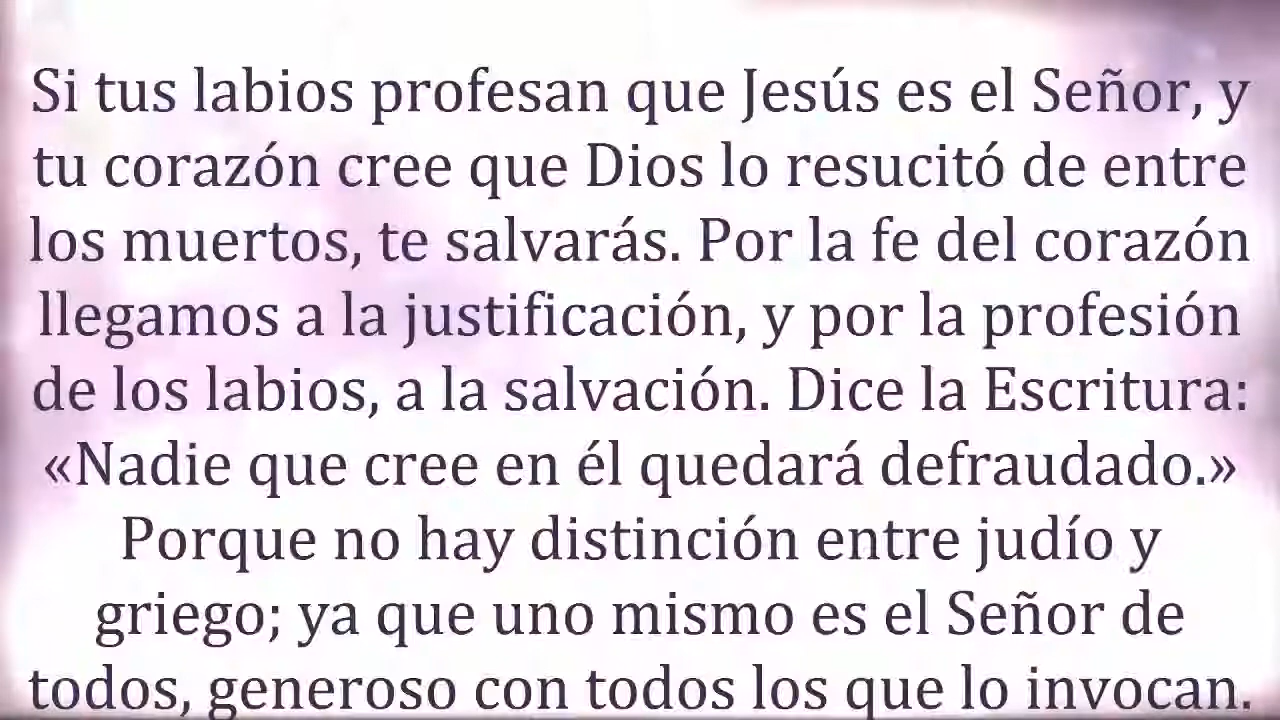 Si tus labios profesan que Jesús es el Señor, y
tu corazón cree que Dios lo resucitó de entre
los muertos, te salvarás. Por la fe del corazón
llegamos a la justificación, y por la profesión
de los labios, a la salvación. Dice la Escritura:
«Nadie que cree en él quedará defraudado.»
Porque no hay distinción entre judío y
griego; ya que uno mismo es el Señor de
todos, generoso con todos los que lo invocan.